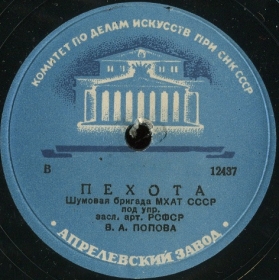 КОМИТЕТ ПО ДЕЛАМ ИСКУССТВ ПРИ СНК СССР
В 12437
ПЕХОТА
Шумовая бригада МХАТ СССР
под упр.
засл. арт. РСФСР
В. А. ПОПОВА
• АПРЕЛЕВСКИЙ ЗАВОД •